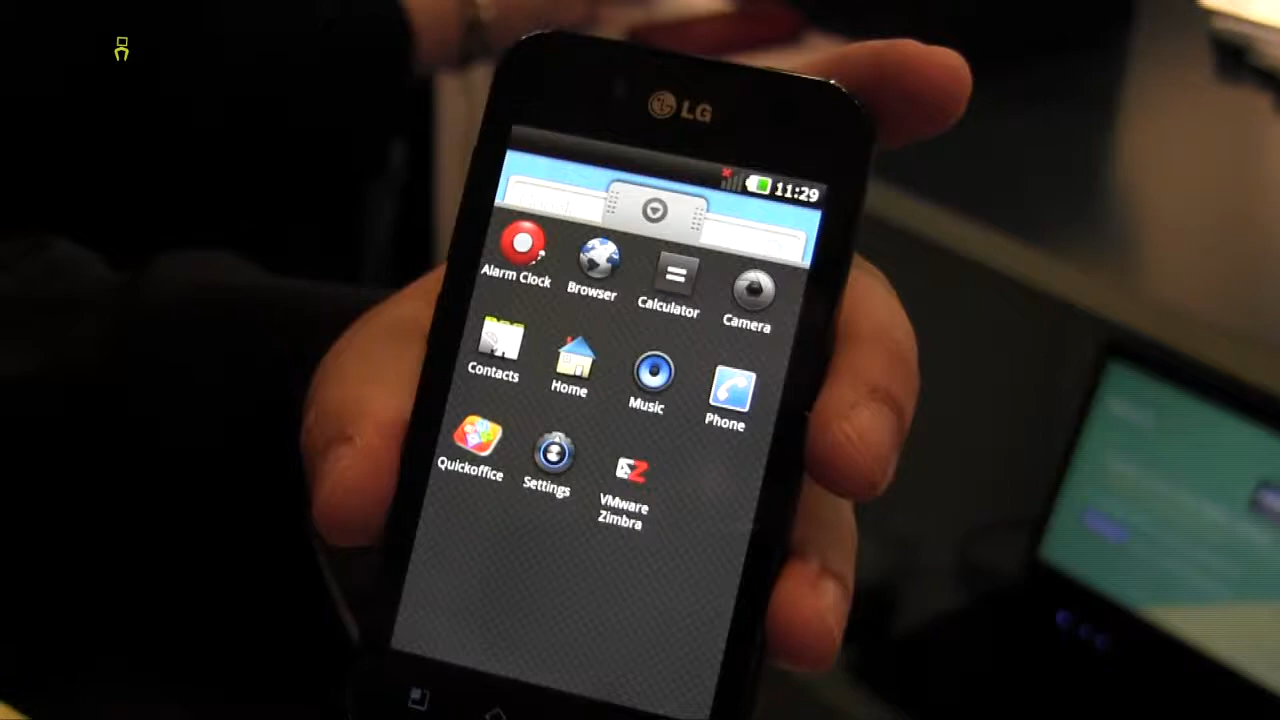 LG
11:29
Alarm Clock
Browser
Calculator
Camera
Contacts
Home
Music
Phone
Quickoffice
Settings
VMware
Zimbra